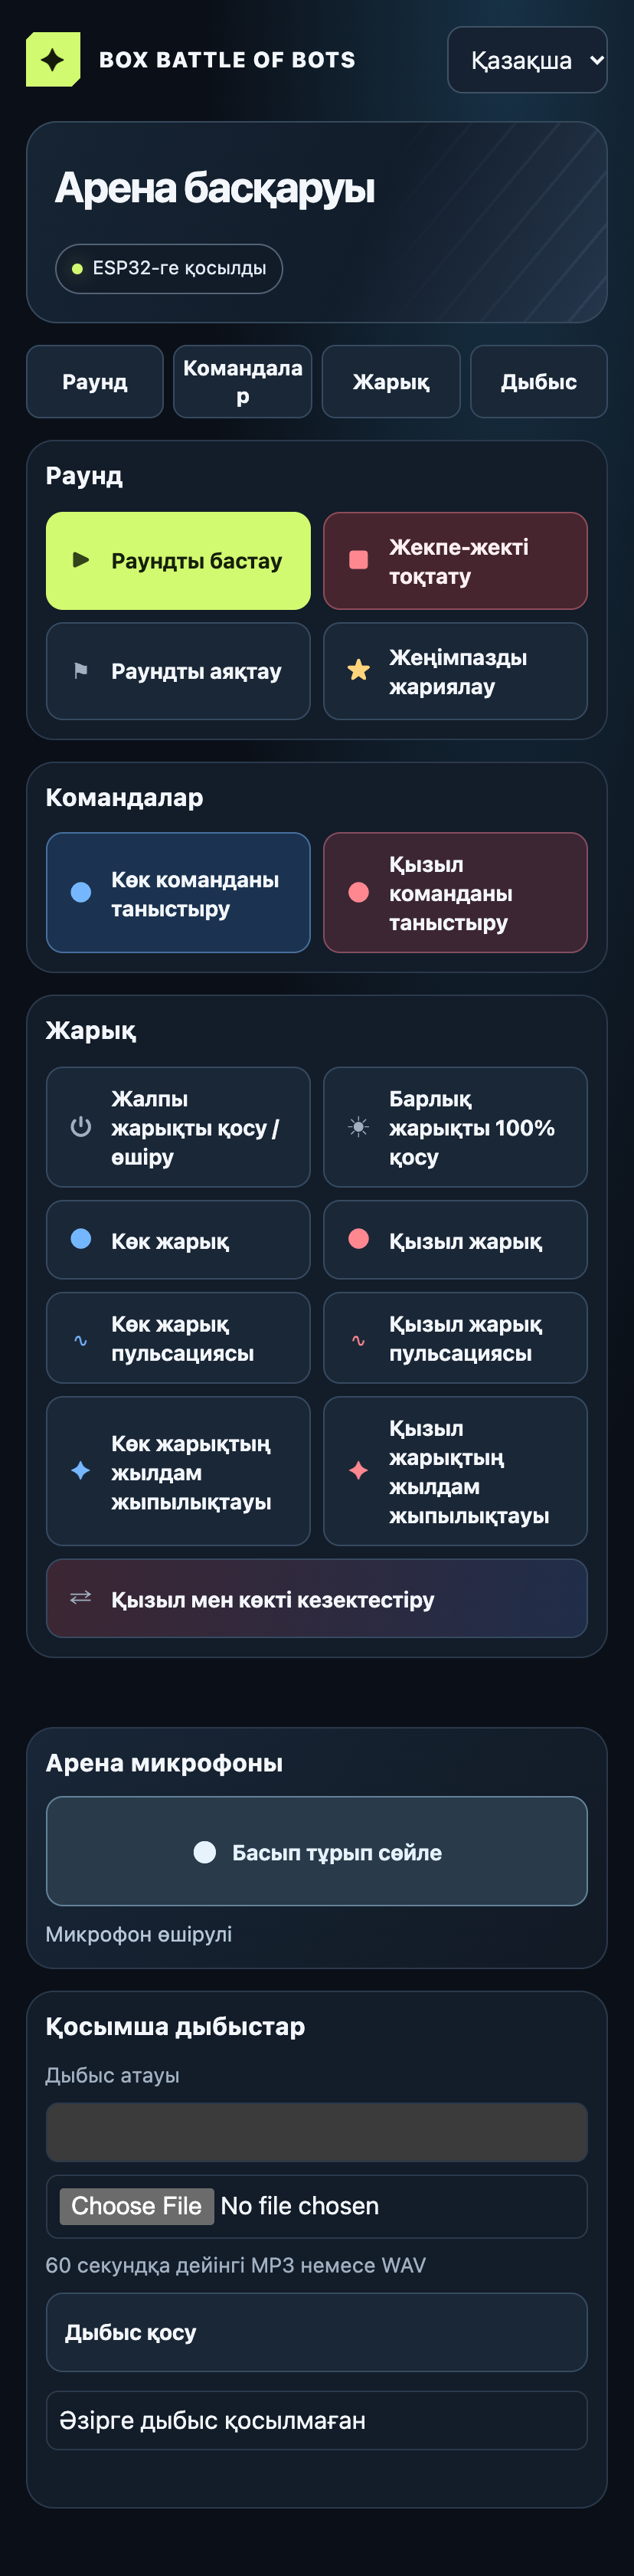 BOX BATTLE OF BOTS
Қазақша
Арена басқаруы
ESP32-ге қосылды
Раунд
Командала
р
Жарық
Дыбыс
Раунд
Раундты бастау
Жекпе-жекті
тоқтату
Раундты аяқтау
Жеңімпазды
жариялау
Командалар
Көк команданы
таныстыру
Қызыл
команданы
таныстыру
Жарық
Жалпы
жарықты қосу /
өшіру
Барлық
жарықты 100%
қосу
Көк жарық
Қызыл жарық
Көк жарық
пульсациясы
Қызыл жарық
пульсациясы
Көк жарықтың
жылдам
жыпылықтауы
Қызыл
жарықтың
жылдам
жыпылықтауы
Қызыл мен көкті кезектестіру
Арена микрофоны
Басып тұрып сөйле
Микрофон өшірулі
Қосымша дыбыстар
Дыбыс атауы
Choose File No file chosen
60 секундқа дейінгі MP3 немесе WAV
Дыбыс қосу
Әзірге дыбыс қосылмаған